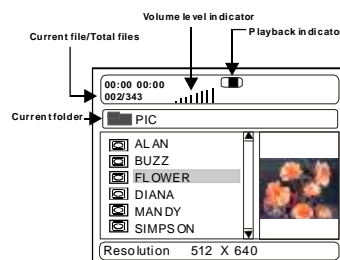 Volume level indicator
Current file/Total files
Playback indicato
00:00 00:00
002/343
Current folder
PIC
ALAN
BUZZ
FLOWER
DIANA
MANDY
SIMPSON
Resolution 512 X 640